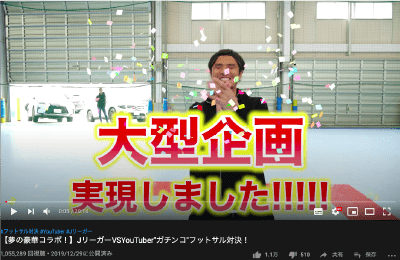 大型企画
実現しました!!!!!
#フットサル対決 #YouTuber #Jリーガー
【夢の豪華コラボ！】JリーガーVSYouTuber"ガチンコ"フットサル対決！
1,055,289 回視聴・2019/12/29に公開済み
1.1万
510
共有
保存